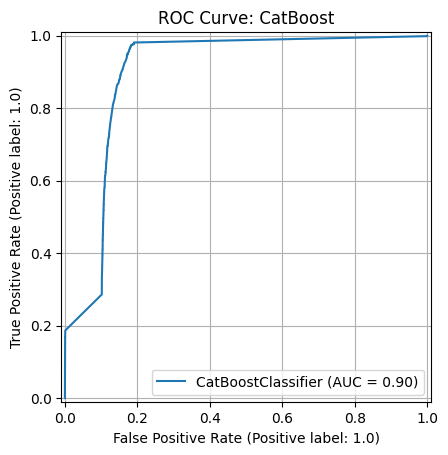 ROC Curve: CatBoost
True Positive Rate (Positive label: 1.0)
1.0
0.8
0.6
0.4
0.2
0.0
CatBoostClassifier (AUC = 0.90)
0.0 0.2 0.4 0.6 0.8 1.0
False Positive Rate (Positive label: 1.0)